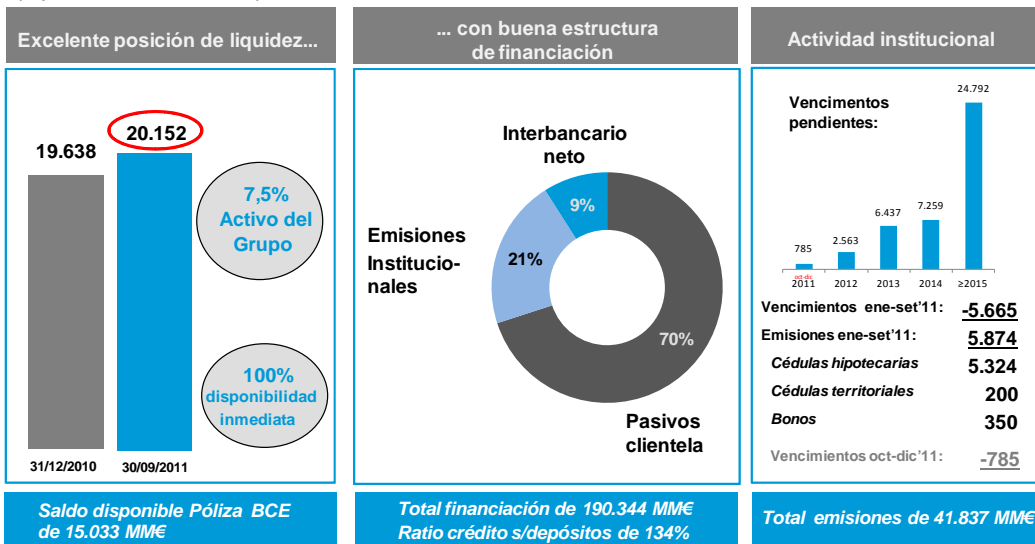 Excelente posición de liquidez...
20.152
19.638
7,5%
Activo del
Grupo
100%
disponibilidad
inmediata
31/12/2010
30/09/2011
Saldo disponible Póliza BCE
de 15.033 MM€
... con buena estructura
de financiación
Interbancario
neto
9%
Emisiones
Institucio-
nales
21%
70%
Pasivos
clientela
Total financiación de 190.344 MM€
Ratio crédito s/depósitos de 134%
Actividad institucional
Vencimentos
pendientes:
24.792
7.259
6.437
2.563
785
oct-dic
2011 2012 2013 2014 ≥2015
Vencimientos ene-set'11: -5.665
Emisiones ene-set'11: 5.874
Cédulas hipotecarias 5.324
Cédulas territoriales 200
Bonos 350
Vencimientos oct-dic'11: -785
Total emisiones de 41.837 MM€